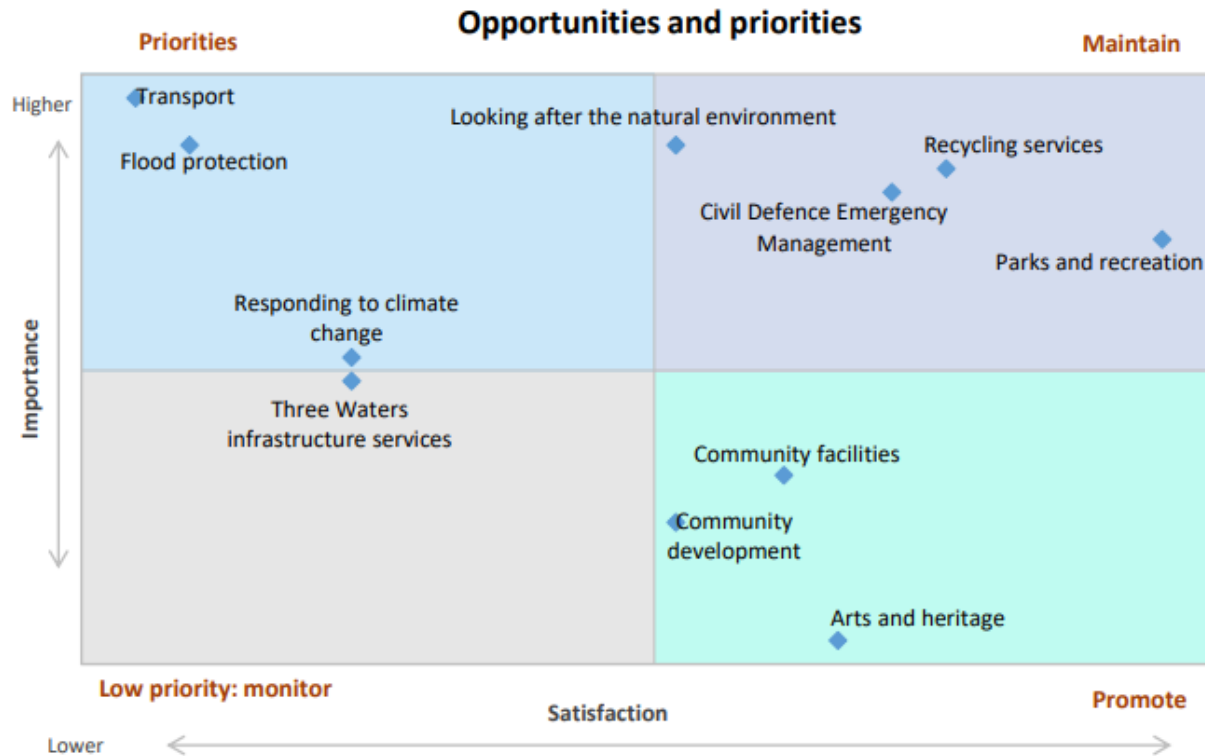 Opportunities and priorities
Priorities
Maintain
Higher
Transport
Looking after the natural environment
Flood protection
Recycling services
Civil Defence Emergency
Management
Parks and recreation
Responding to climate
change
Importance
Three Waters
infrastructure services
Community facilities
Community
development
Arts and heritage
Low priority: monitor
Satisfaction
Promote
Lower